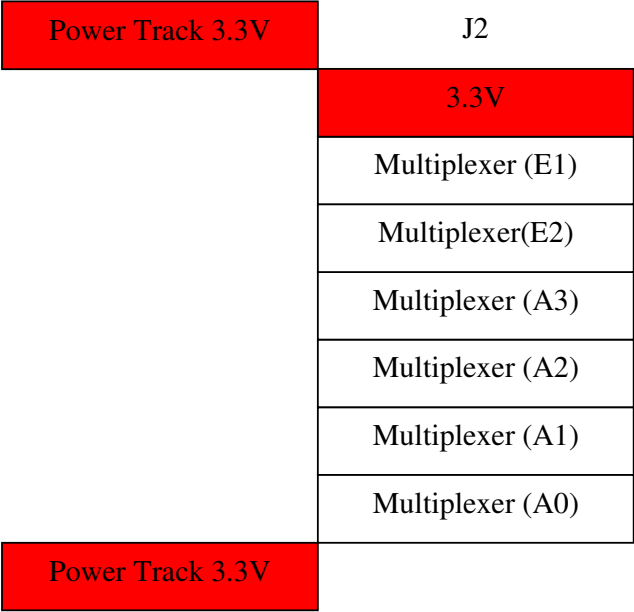 Power Track 3.3V
J2
3.3V
Multiplexer (E1)
Multiplexer(E2)
Multiplexer (A3)
Multiplexer (A2)
Multiplexer (A1)
Multiplexer (A0)
Power Track 3.3V